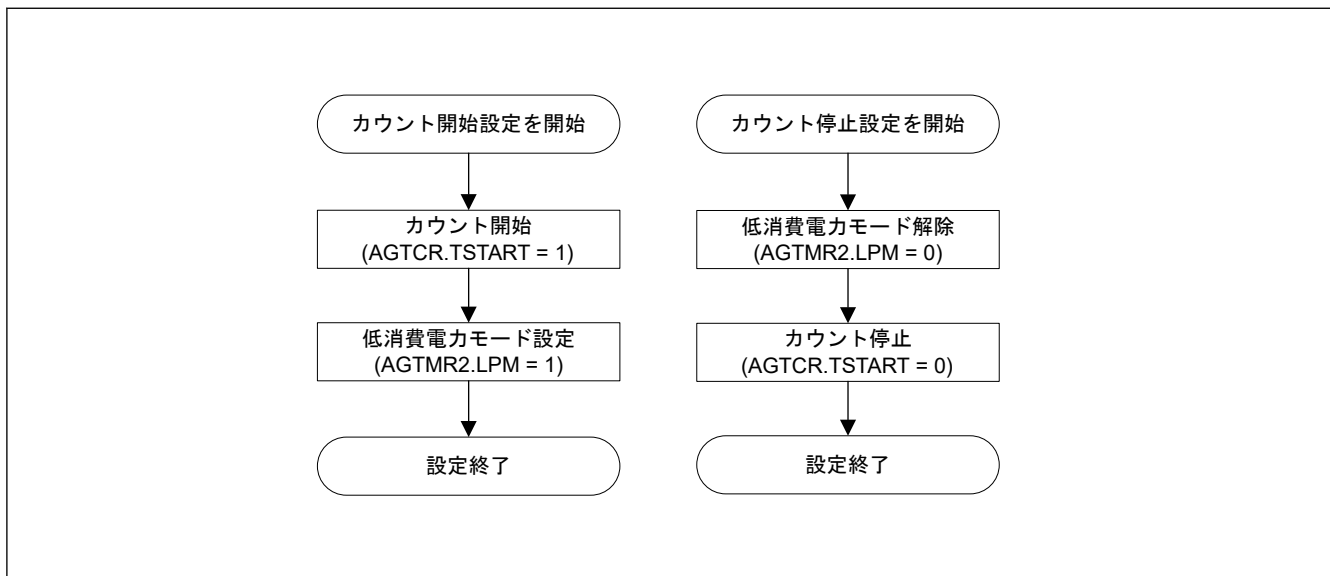 カウント開始設定を開始
カウント開始
(AGTCR.TSTART = 1)
低消費電力モード設定
(AGTMR2.LPM = 1)
設定終了
カウント停止設定を開始
低消費電力モード解除
(AGTMR2.LPM = 0)
カウント停止
(AGTCR.TSTART = 0)
設定終了